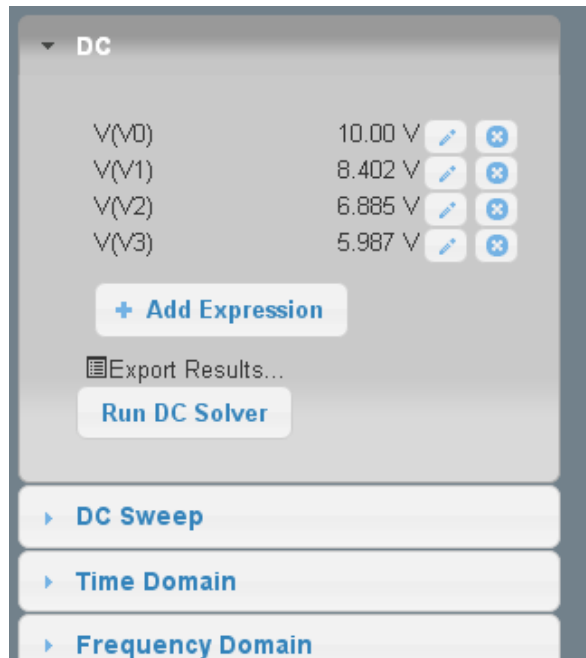 DC
V(V0) 10.00 V
V(V1) 8.402 V
V(V2) 6.885 V
V(V3) 5.987 V
+ Add Expression
Export Results...
Run DC Solver
DC Sweep
Time Domain
Frequency Domain